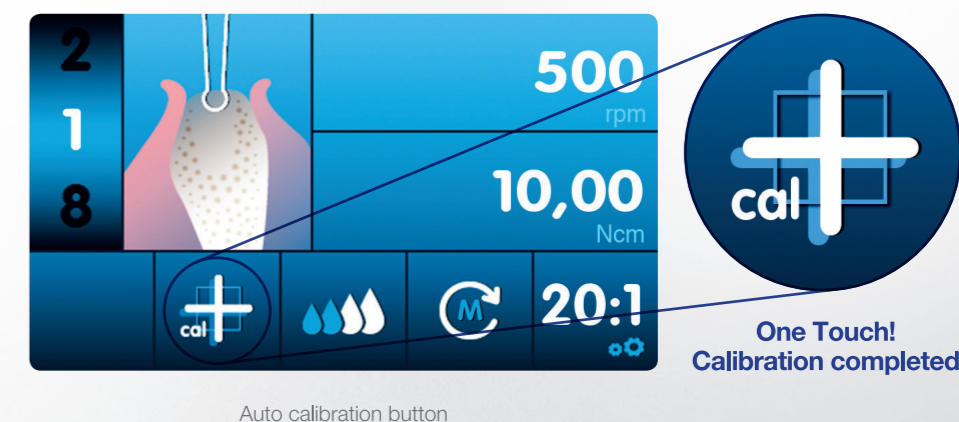 2
1
8
500
rpm
10,00
Ncm
cal
M
20:1
cal
One Touch!
Calibration completed
Auto calibration button